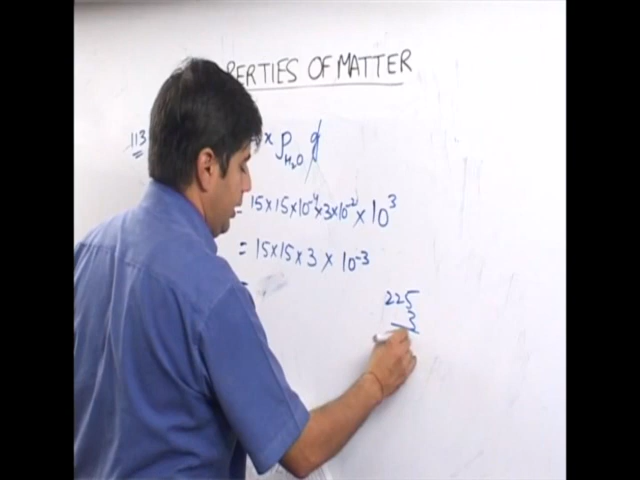 PERTIES OF MATTER
113 × ρH₂O g
15×15×10⁻⁴×3×10⁻²×10³
= 15×15×3 × 10⁻³
=
225
3